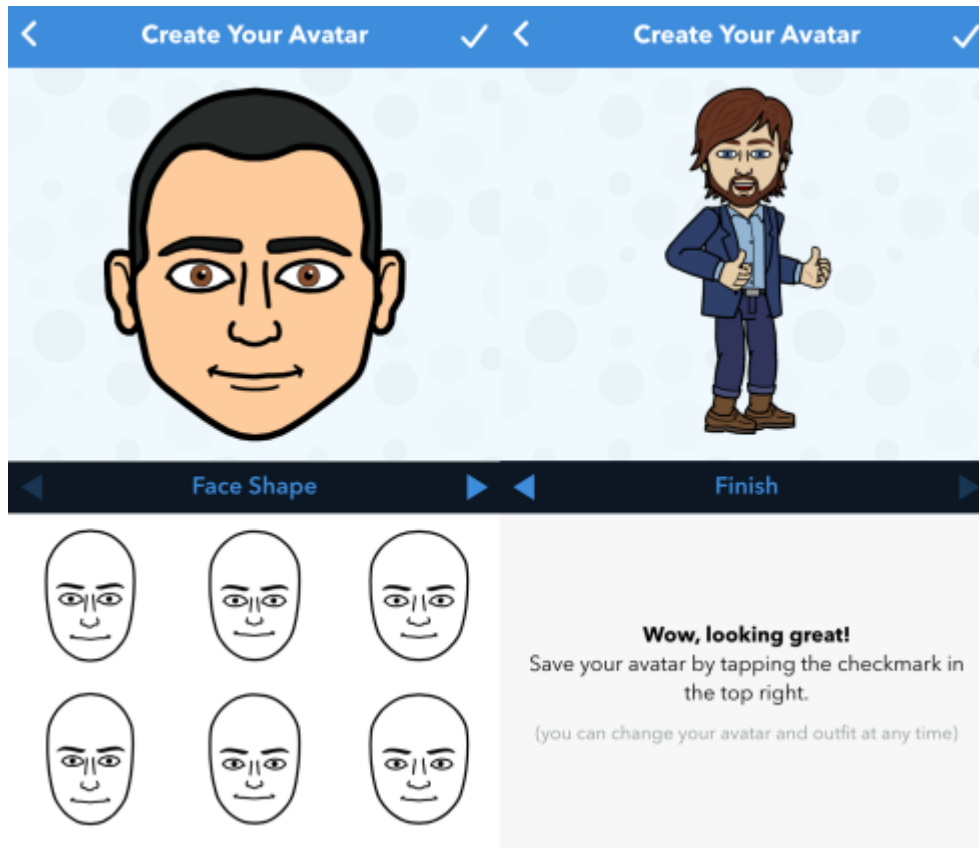 Create Your Avatar
Face Shape
Create Your Avatar
Finish
Wow, looking great!
Save your avatar by tapping the checkmark in
the top right.
(you can change your avatar and outfit at any time)